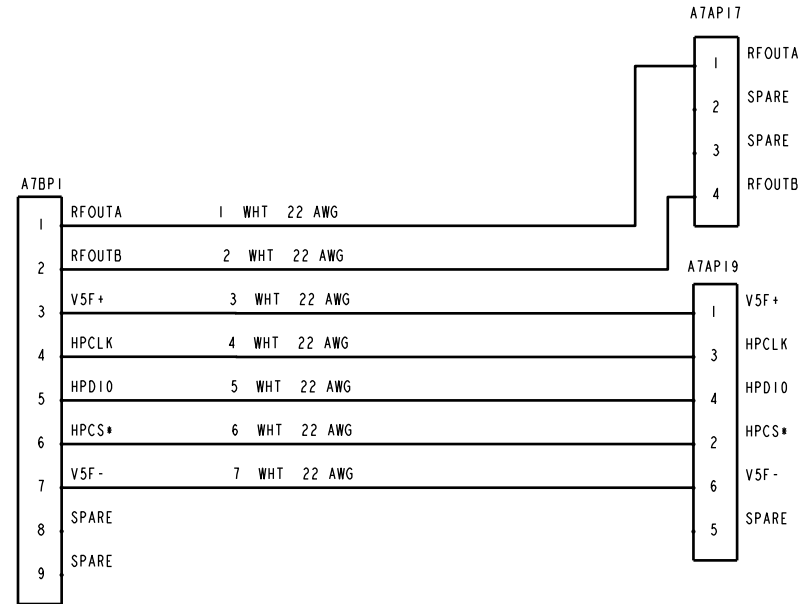 A7AP17
1 RFOUTA
2 SPARE
3 SPARE
4 RFOUTB
A7BP1
1 RFOUTA 1 WHT 22 AWG
2 RFOUTB 2 WHT 22 AWG
A7AP19
3 V5F+ 3 WHT 22 AWG 1 V5F+
4 HPCLK 4 WHT 22 AWG 3 HPCLK
5 HPDIO 5 WHT 22 AWG 4 HPDIO
6 HPCS* 6 WHT 22 AWG 2 HPCS*
7 V5F- 7 WHT 22 AWG 6 V5F-
8 SPARE 5 SPARE
9 SPARE